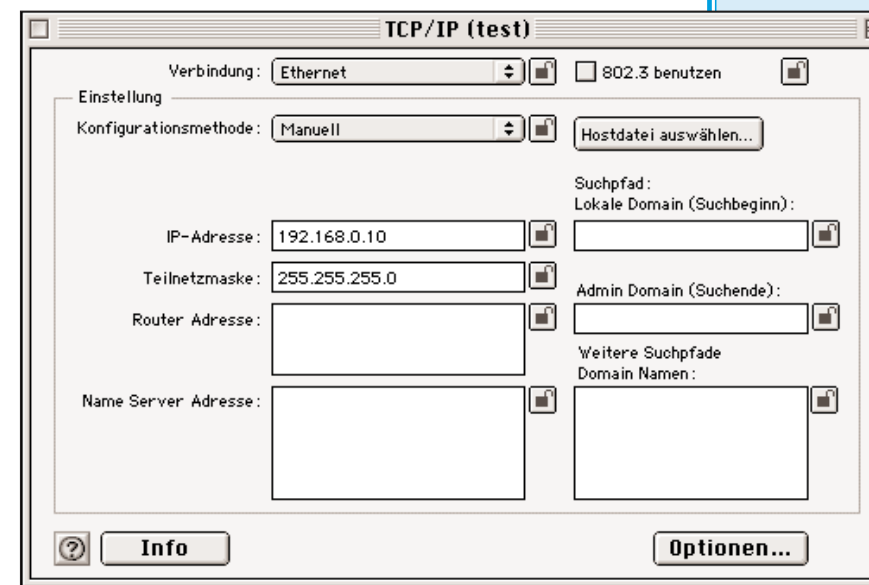 TCP/IP (test)
Verbindung: Ethernet 802.3 benutzen
Einstellung
Konfigurationsmethode: Manuell Hostdatei auswählen...
Suchpfad:
Lokale Domain (Suchbeginn):
IP-Adresse: 192.168.0.10
Teilnetzmaske: 255.255.255.0
Admin Domain (Suchende):
Router Adresse:
Weitere Suchpfade
Domain Namen:
Name Server Adresse:
? Info Optionen...